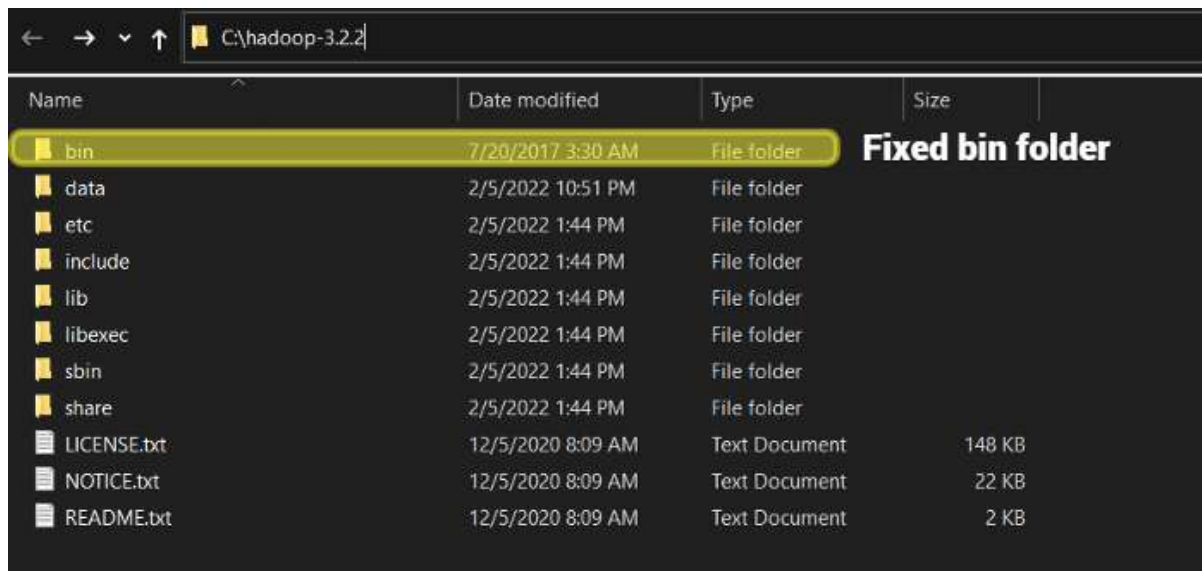 C:\hadoop-3.2.2
Name Date modified Type Size
bin 7/20/2017 3:30 AM File folder Fixed bin folder
data 2/5/2022 10:51 PM File folder
etc 2/5/2022 1:44 PM File folder
include 2/5/2022 1:44 PM File folder
lib 2/5/2022 1:44 PM File folder
libexec 2/5/2022 1:44 PM File folder
sbin 2/5/2022 1:44 PM File folder
share 2/5/2022 1:44 PM File folder
LICENSE.txt 12/5/2020 8:09 AM Text Document 148 KB
NOTICE.txt 12/5/2020 8:09 AM Text Document 22 KB
README.txt 12/5/2020 8:09 AM Text Document 2 KB